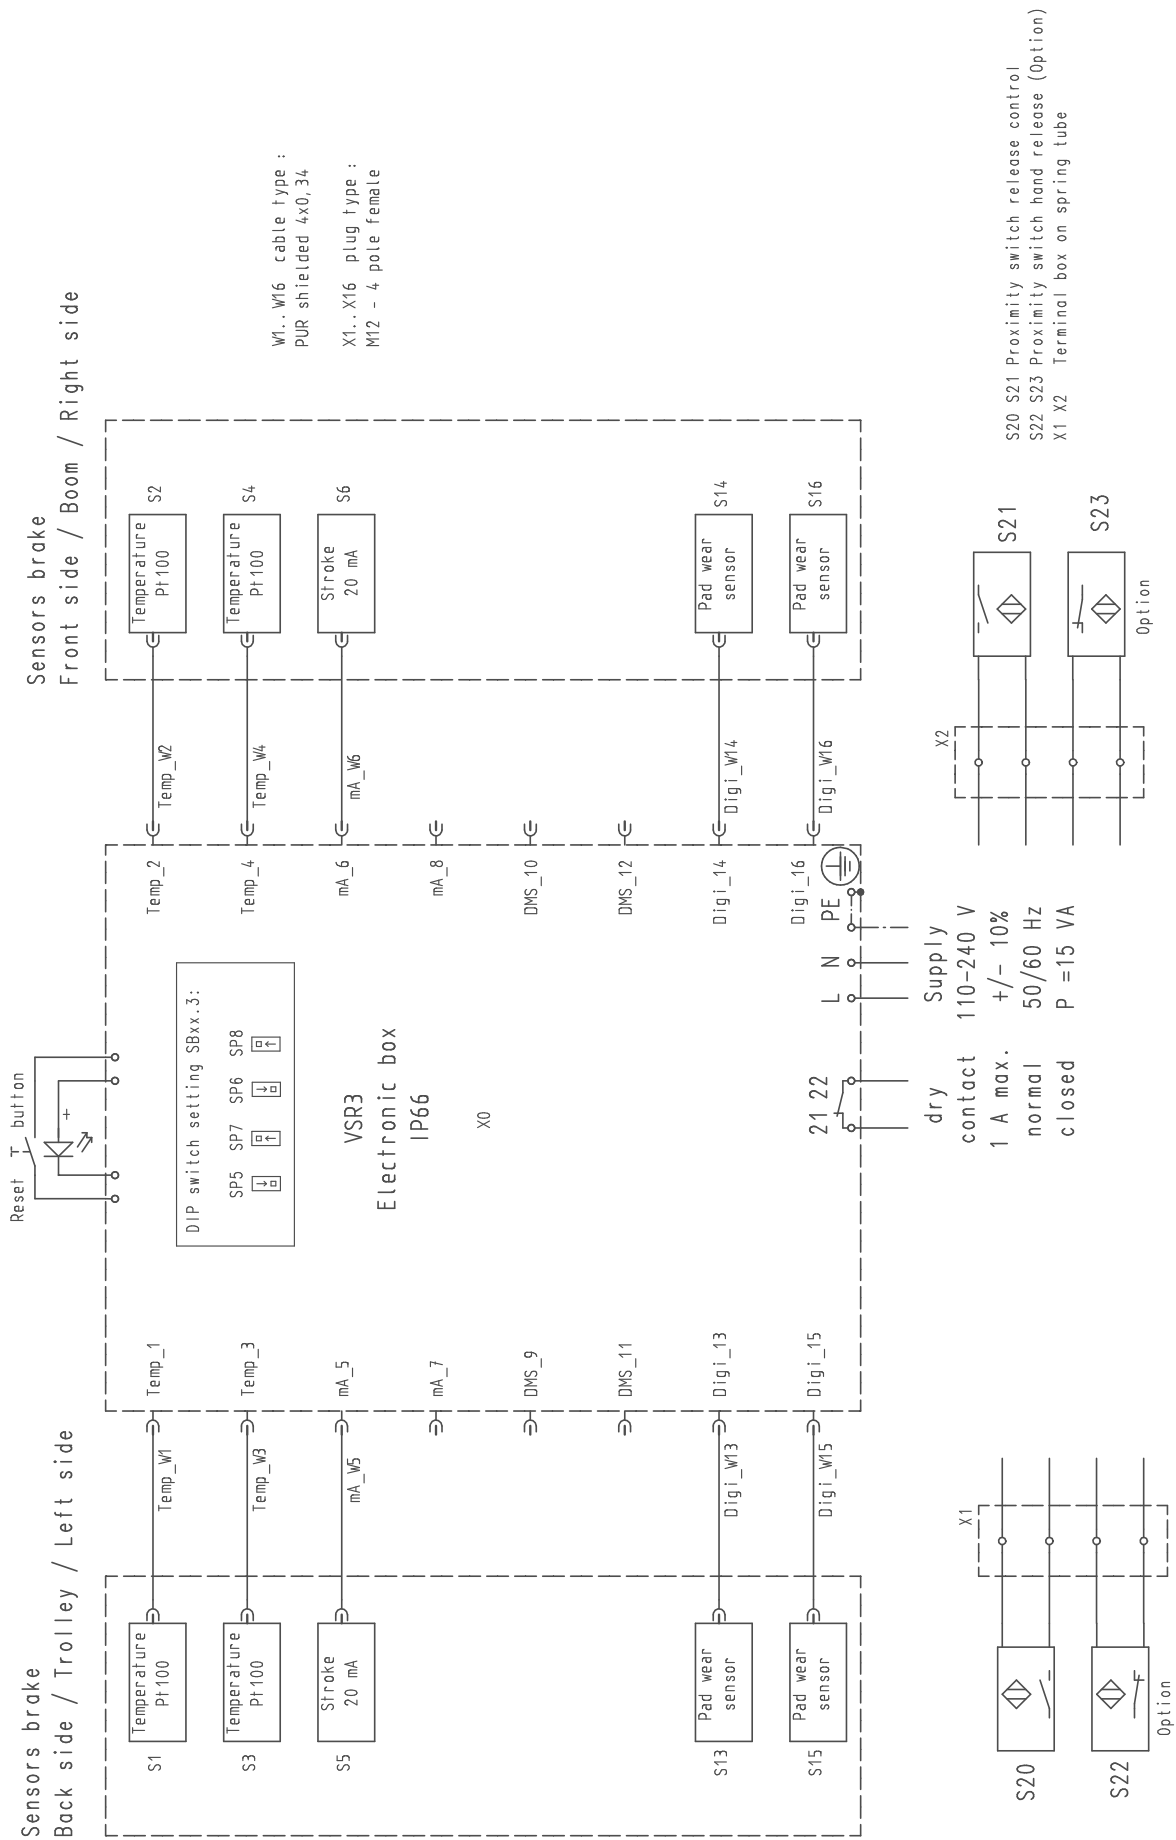 Sensors brake
Back side / Trolley / Left side
Sensors brake
Front side / Boom / Right side
Reset
button
S1
Temperature
Pt100
Temp_W1
Temp_1
Temp_2
Temp_W2
Temperature
Pt100
S2
S3
Temperature
Pt100
Temp_W3
Temp_3
Temp_4
Temp_W4
Temperature
Pt100
S4
S5
Stroke
20 mA
mA_W5
mA_5
mA_6
mA_W6
Stroke
20 mA
S6
mA_7
mA_8
DMS_9
DMS_10
DMS_11
DMS_12
S13
Pad wear
sensor
Digi_W13
Digi_13
Digi_14
Digi_W14
Pad wear
sensor
S14
S15
Pad wear
sensor
Digi_W15
Digi_15
Digi_16
Digi_W16
Pad wear
sensor
S16
DIP switch setting SBxx.3:
SP5 SP7 SP6 SP8
VSR3
Electronic box
IP66
X0
21 22
L N PE
dry
contact
1 A max.
normal
closed
Supply
110-240 V
+/- 10%
50/60 Hz
P =15 VA
W1..W16 cable type :
PUR shielded 4x0,34
X1..X16 plug type :
M12 - 4 pole female
X1
S20
S22
Option
X2
S21
S23
Option
S20 S21 Proximity switch release control
S22 S23 Proximity switch hand release (Option)
X1 X2 Terminal box on spring tube